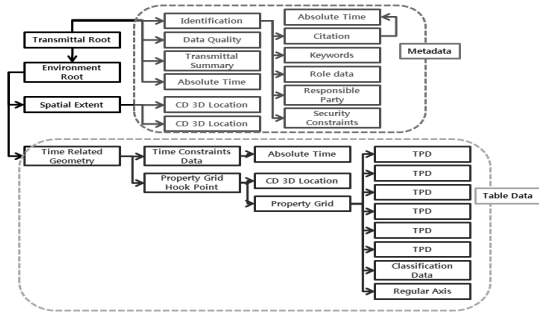 Identification
Absolute Time
Transmittal Root
Data Quality
Citation
Metadata
Transmittal
Summary
Keywords
Environment
Root
Absolute Time
Role data
Spatial Extent
CD 3D Location
Responsible
Party
CD 3D Location
Security
Constraints
Time Related
Geometry
Time Constraints
Data
Absolute Time
TPD
TPD
Property Grid
Hook Point
CD 3D Location
TPD
Table Data
Property Grid
TPD
TPD
TPD
Classification
Data
Regular Axis